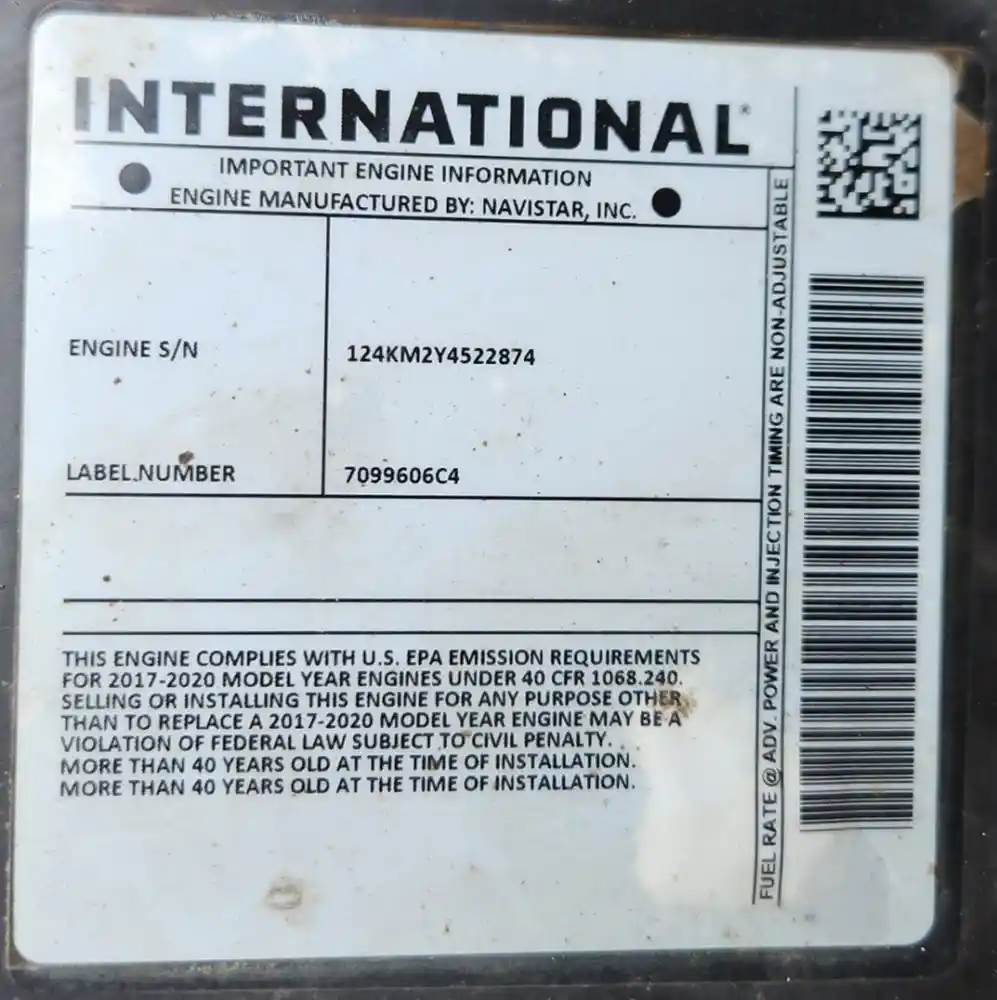 INTERNATIONAL®
IMPORTANT ENGINE INFORMATION
ENGINE MANUFACTURED BY: NAVISTAR, INC.
ENGINE S/N 124KM2Y4522874
LABEL NUMBER 7099606C4
THIS ENGINE COMPLIES WITH U.S. EPA EMISSION REQUIREMENTS
FOR 2017-2020 MODEL YEAR ENGINES UNDER 40 CFR 1068.240.
SELLING OR INSTALLING THIS ENGINE FOR ANY PURPOSE OTHER
THAN TO REPLACE A 2017-2020 MODEL YEAR ENGINE MAY BE A
VIOLATION OF FEDERAL LAW SUBJECT TO CIVIL PENALTY.
MORE THAN 40 YEARS OLD AT THE TIME OF INSTALLATION.
MORE THAN 40 YEARS OLD AT THE TIME OF INSTALLATION.
FUEL RATE @ ADV. POWER AND INJECTION TIMING ARE NON-ADJUSTABLE